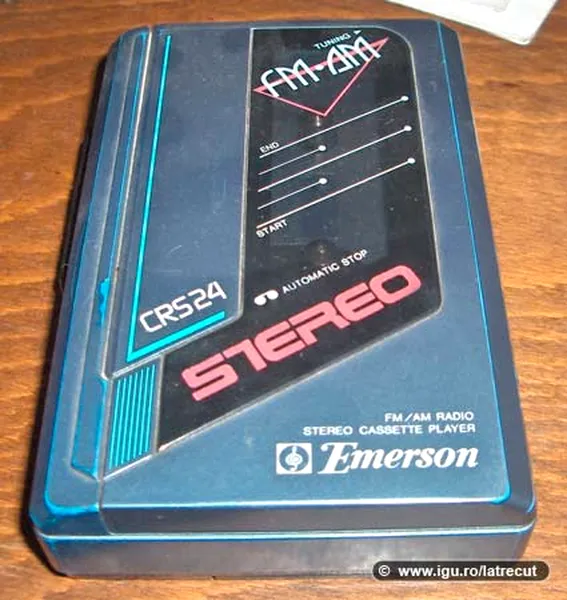 TUNING
FM·AM
END
START
AUTOMATIC STOP
CRS24
STEREO
FM/AM RADIO
STEREO CASSETTE PLAYER
Emerson
© www.igu.ro/latrecut